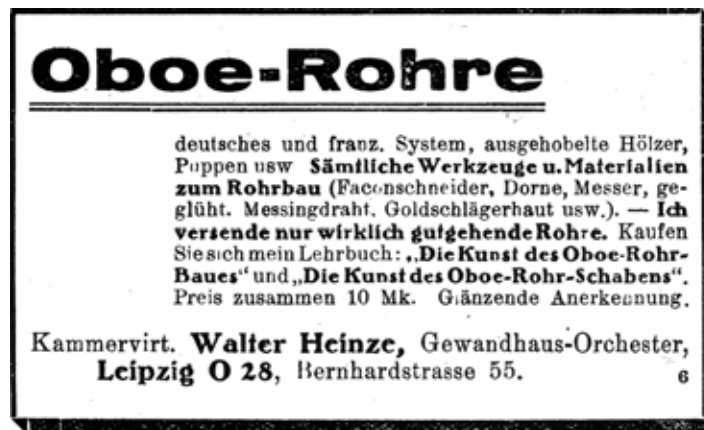 Oboe-Rohre
deutsches und franz. System, ausgehobelte Hölzer,
Puppen usw Sämtliche Werkzeuge u. Materialien
zum Rohrbau (Faconschneider, Dorne, Messer, ge-
glüht. Messingdraht. Goldschlägerhaut usw.). — Ich
versende nur wirklich gutgehende Rohre. Kaufen
Sie sich mein Lehrbuch: „Die Kunst des Oboe-Rohr-
Baues" und „Die Kunst des Oboe-Rohr-Schabens".
Preis zusammen 10 Mk. Glänzende Anerkennung.
Kammervirt. Walter Heinze, Gewandhaus-Orchester,
Leipzig O 28, Bernhardstrasse 55.
6